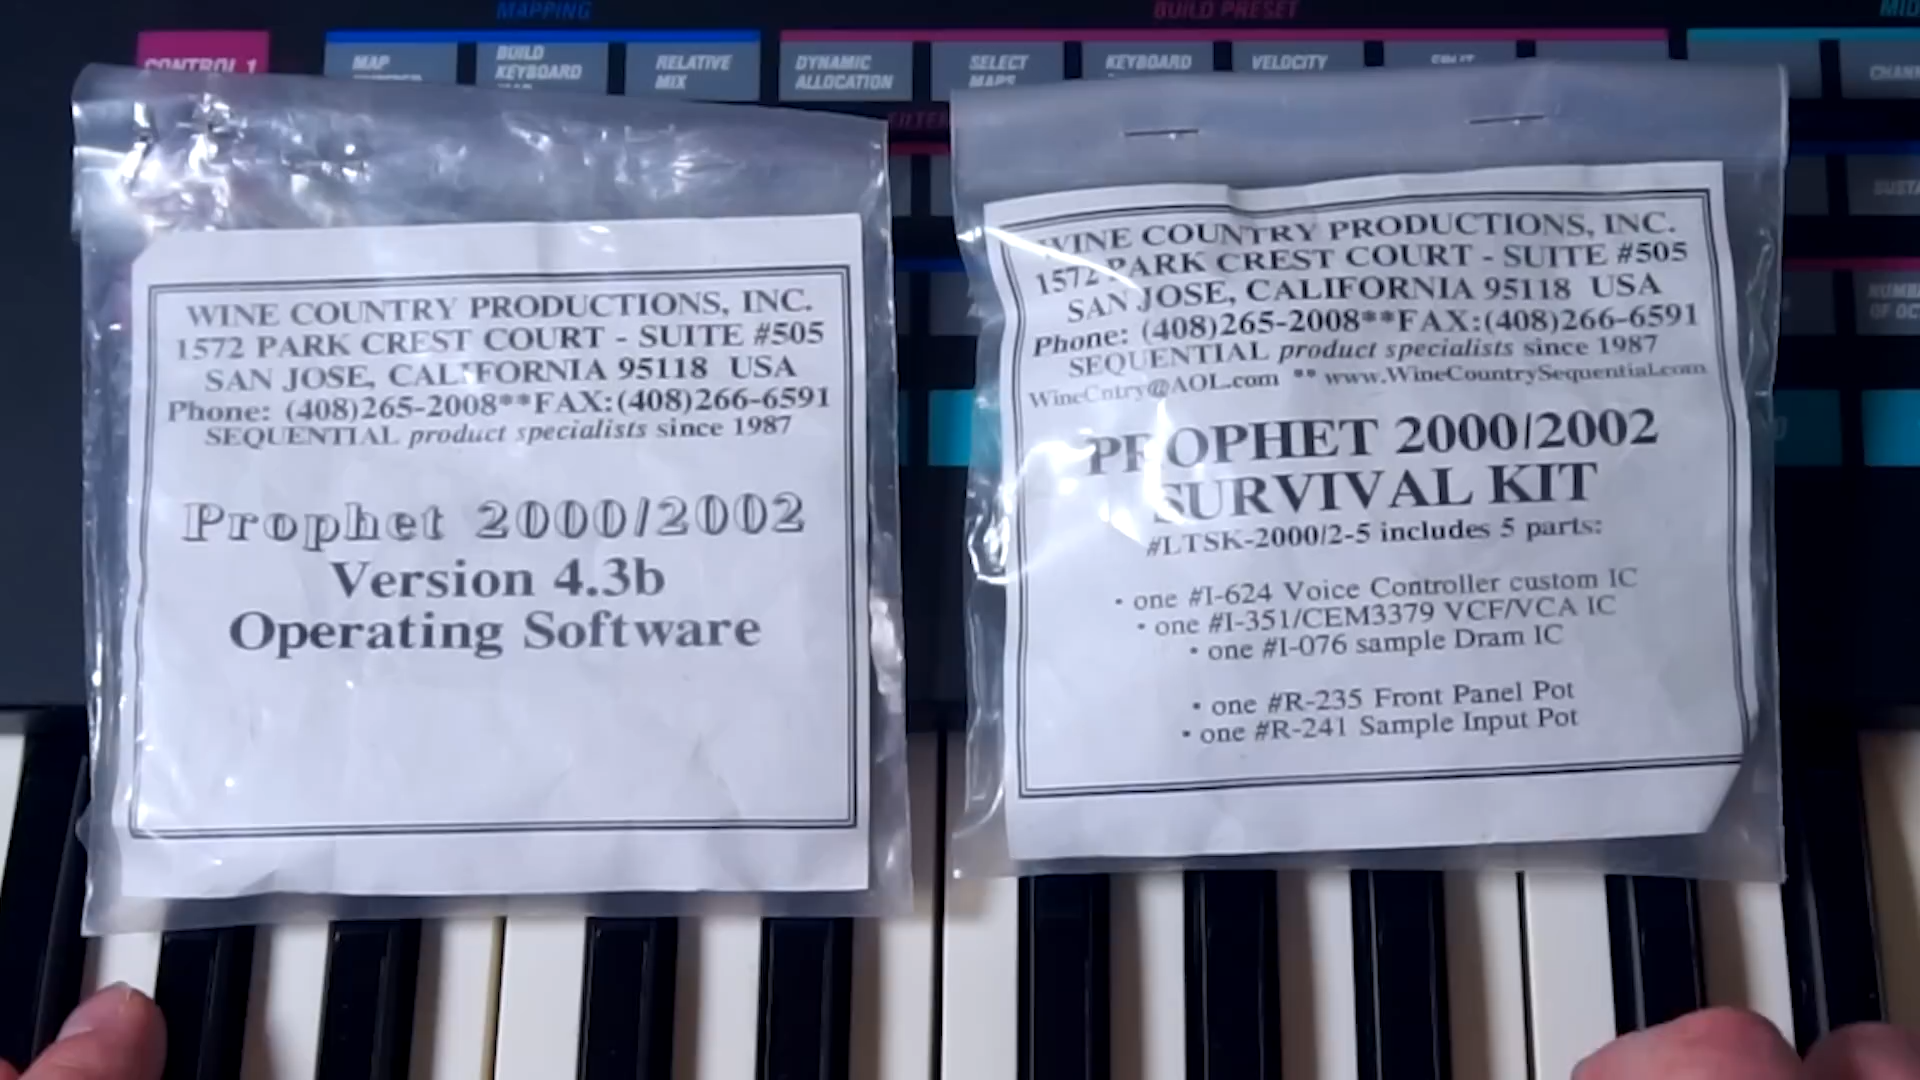 MAPPING
BUILD PRESET
CONTROL 1
MAP
BUILD KEYBOARD
RELATIVE MIX
DYNAMIC ALLOCATION
SELECT MAPS
KEYBOARD
VELOCITY
SPLIT
FILTER
WINE COUNTRY PRODUCTIONS, INC.
1572 PARK CREST COURT - SUITE #505
SAN JOSE, CALIFORNIA 95118 USA
Phone: (408)265-2008**FAX:(408)266-6591
SEQUENTIAL product specialists since 1987
Prophet 2000/2002
Version 4.3b
Operating Software
WINE COUNTRY PRODUCTIONS, INC.
1572 PARK CREST COURT - SUITE #505
SAN JOSE, CALIFORNIA 95118 USA
Phone: (408)265-2008**FAX:(408)266-6591
SEQUENTIAL product specialists since 1987
WineCntry@AOL.com ** www.WineCountrySequential.com
PROPHET 2000/2002
SURVIVAL KIT
#LTSK-2000/2-5 includes 5 parts:
• one #I-624 Voice Controller custom IC
• one #I-351/CEM3379 VCF/VCA IC
• one #I-076 sample Dram IC
• one #R-235 Front Panel Pot
• one #R-241 Sample Input Pot